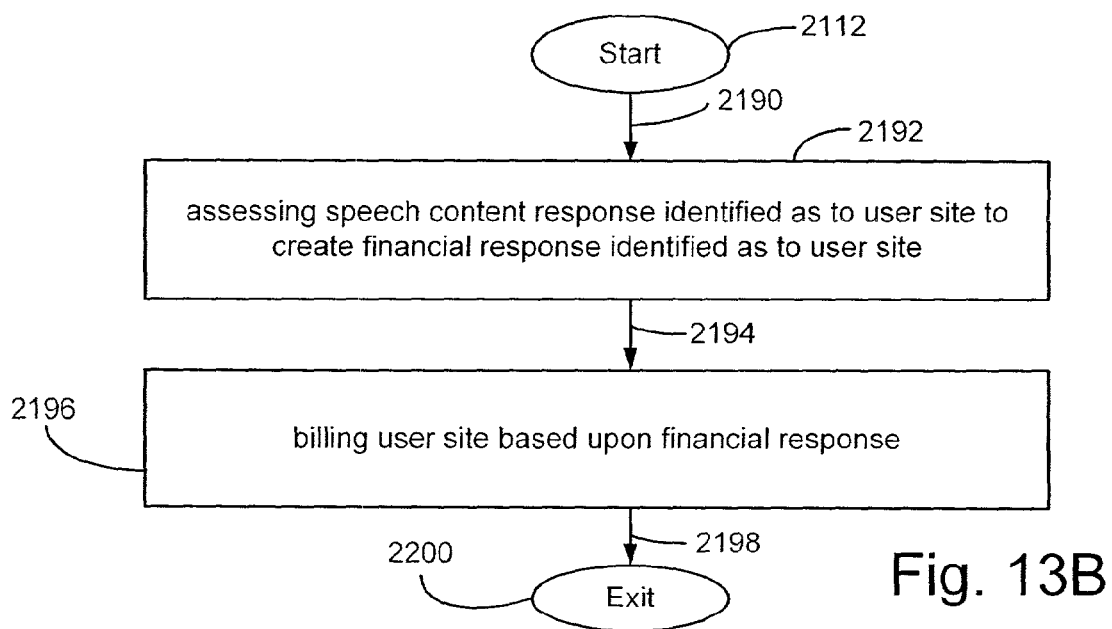 Start
2112
2190
2192
assessing speech content response identified as to user site to
create financial response identified as to user site
2194
2196
billing user site based upon financial response
2198
2200
Exit
Fig. 13B